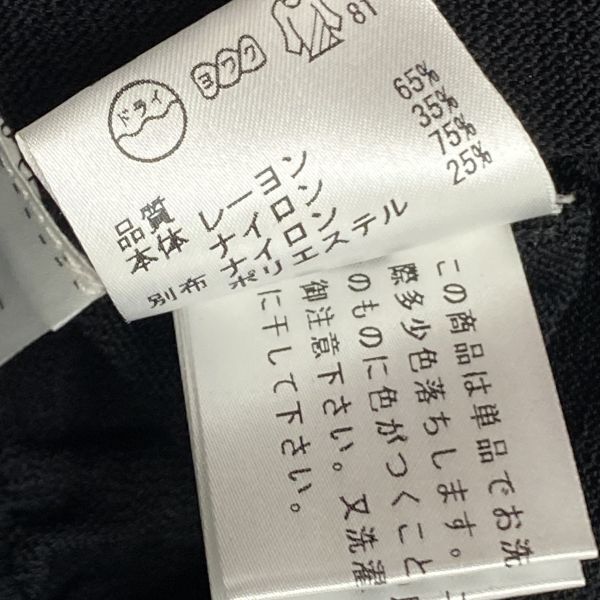 ドライ
ヨワク
81
品質
本体 レーヨン 65%
ナイロン 35%
別布 ナイロン 75%
ポリエステル 25%
この商品は単品でお洗
際多少色落ちします。
のものに色がつくこと
御注意下さい。又洗濯
に干して下さい。